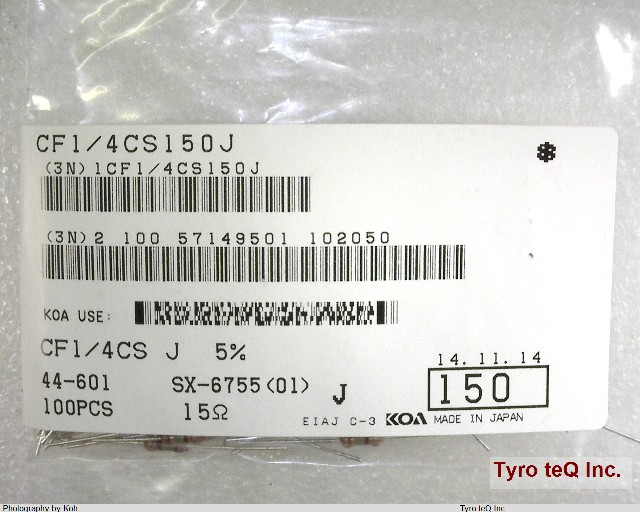 CF1/4CS150J
(3N)1CF1/4CS150J
(3N)2 100 57149501 102050
KOA USE:
CF1/4CS J 5%
14.11.14
44-601 SX-6755(01) J 150
100PCS 15Ω EIAJ C-3 KOA MADE IN JAPAN
Tyro teQ Inc.
Photography by Koh Tyro teQ Inc